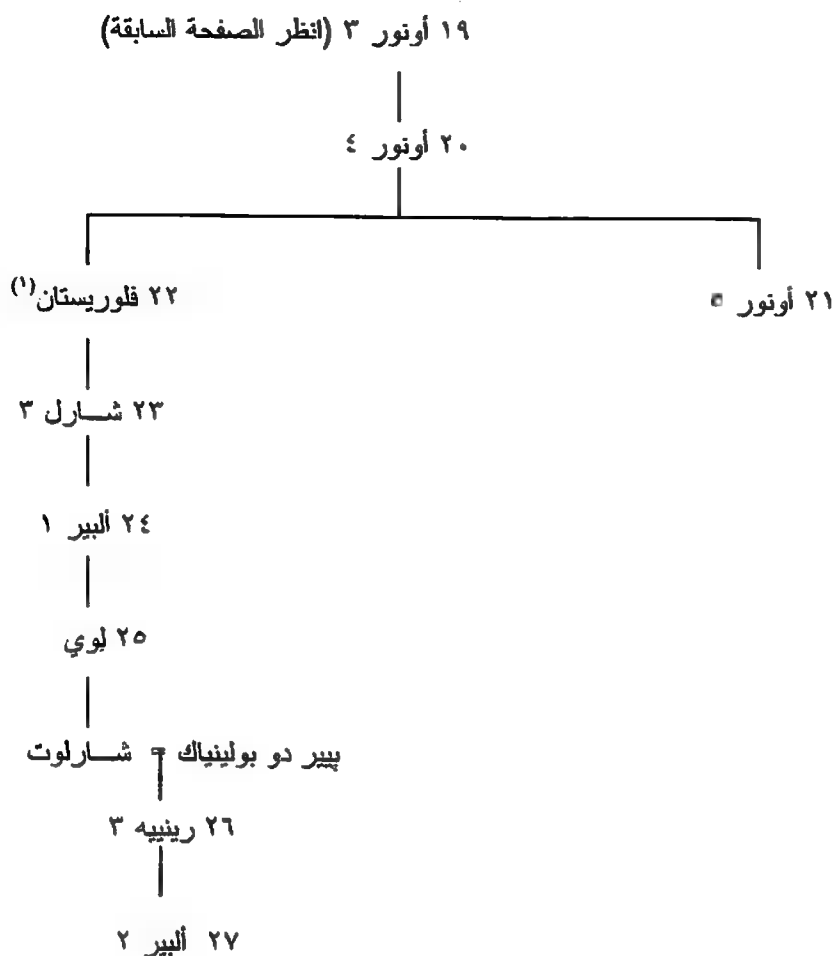 ١٩ أونور ٣ (انظر الصفحة السابقة)
٢٠ أونور ٤
٢١ أونور ٥
٢٢ فلوريستان(١)
٢٣ شارل ٣
٢٤ ألبير ١
٢٥ لوي
بيير دو بولينياك = شارلوت
٢٦ رينييه ٣
٢٧ ألبير ٢